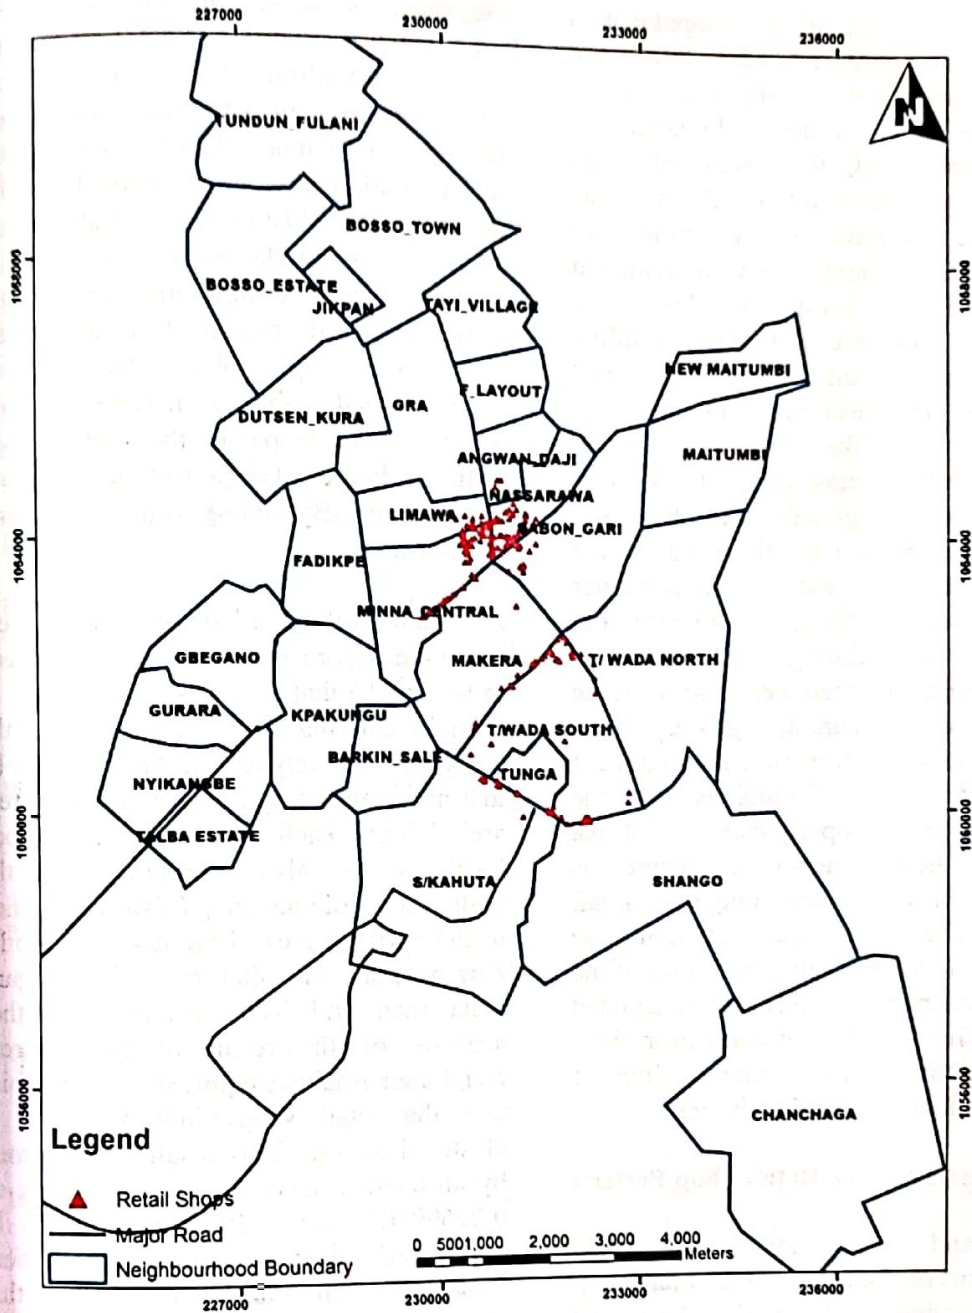 227000
230000
233000
236000
N
TUNDUN_FULANI
BOSSO_TOWN
1068000
1068000
BOSSO_ESTATE
JIKPAN
TAYI_VILLAGE
NEW MAITUMBI
F_LAYOUT
GRA
DUTSEN_KURA
ANGWAN_DAJI
MAITUMBI
NASSARAWA
LIMAWA
SABON_GARI
1064000
1064000
FADIKPE
MINNA_CENTRAL
GBEGANO
MAKERA
T/ WADA NORTH
GURARA
KPAKUNGU
T/WADA SOUTH
BARKIN_SALE
TUNGA
NYIKANGBE
1060000
1060000
TALBA ESTATE
S/KAHUTA
SHANGO
1056000
1056000
CHANCHAGA
Legend
Retail Shops
Major Road
Neighbourhood Boundary
0 5001,000 2,000 3,000 4,000
Meters
227000
230000
233000
236000